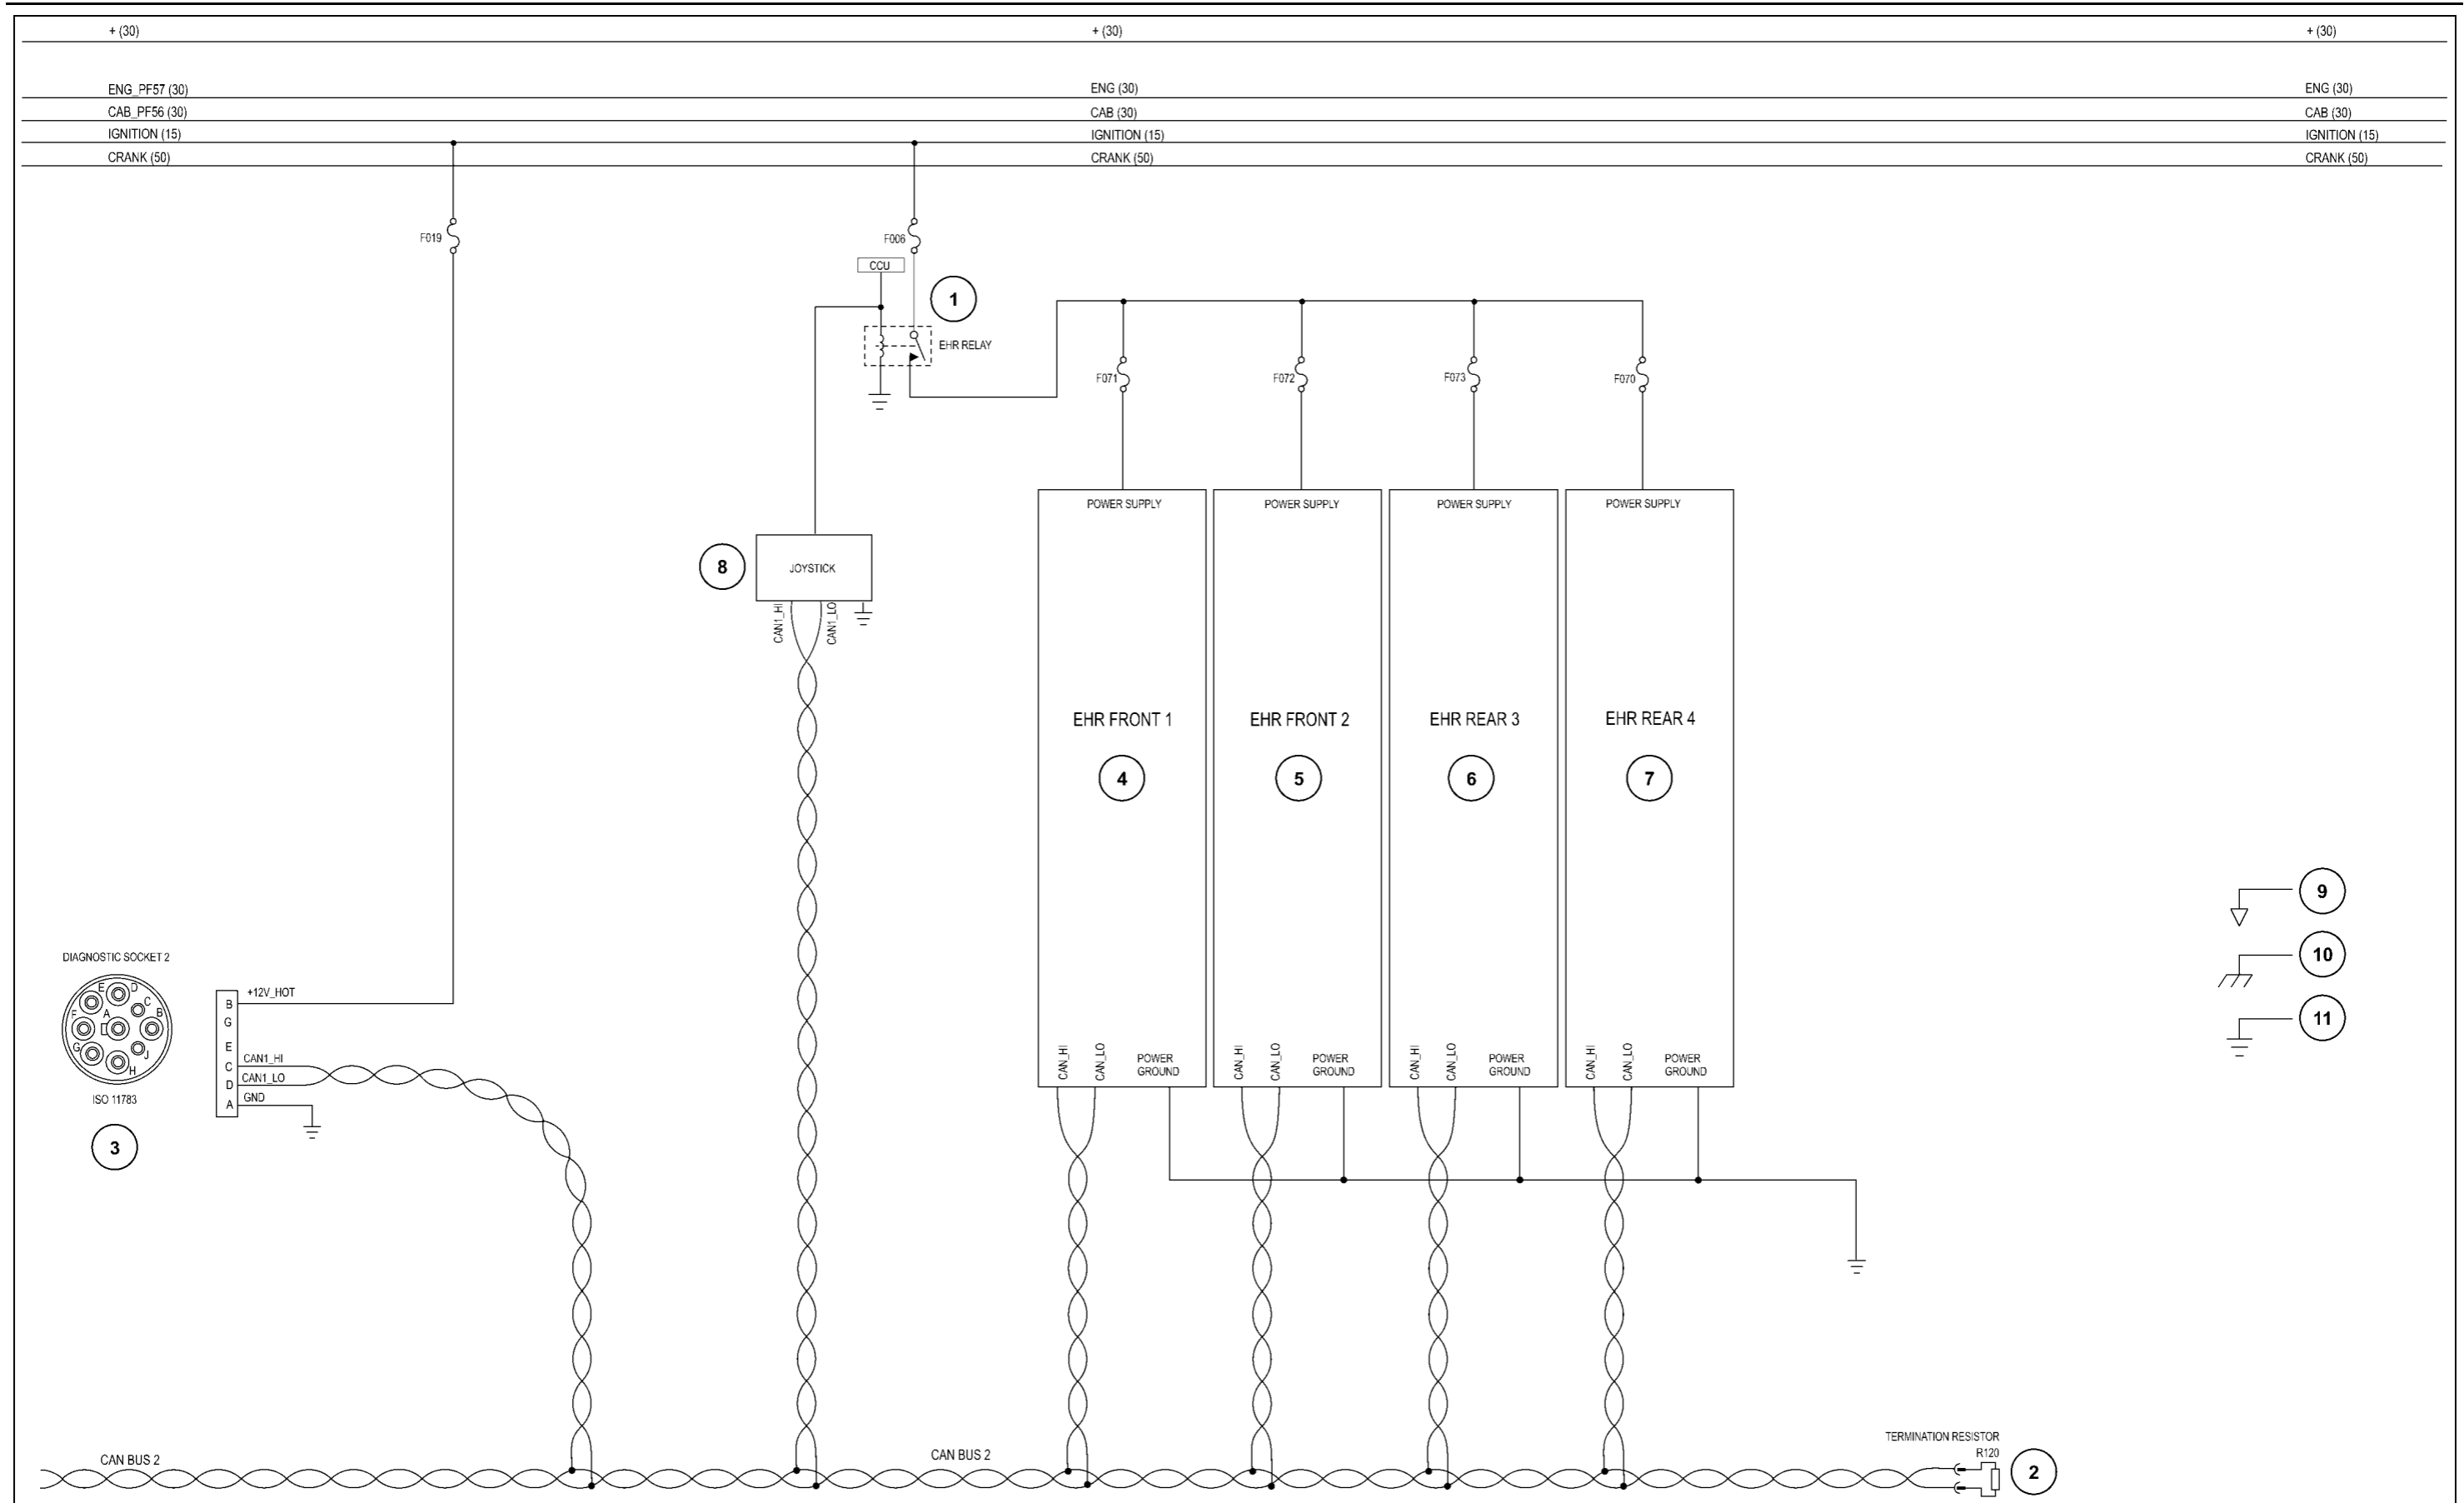 + (30) + (30) + (30)
ENG_PF57 (30) ENG (30) ENG (30)
CAB_PF56 (30) CAB (30) CAB (30)
IGNITION (15) IGNITION (15) IGNITION (15)
CRANK (50) CRANK (50) CRANK (50)
F019
F006
CCU
1
EHR RELAY
F071
F072
F073
F070
POWER SUPPLY POWER SUPPLY POWER SUPPLY POWER SUPPLY
8
JOYSTICK
CAN1_HI
CAN1_LO
EHR FRONT 1 EHR FRONT 2 EHR REAR 3 EHR REAR 4
4 5 6 7
9
10
11
DIAGNOSTIC SOCKET 2
E
D
C
B
F
A
G
J
H
ISO 11783
3
B +12V_HOT
G
E
C CAN1_HI
D CAN1_LO
A GND
CAN_HI
CAN_LO
POWER
GROUND
CAN_HI
CAN_LO
POWER
GROUND
CAN_HI
CAN_LO
POWER
GROUND
CAN_HI
CAN_LO
POWER
GROUND
CAN BUS 2
CAN BUS 2
TERMINATION RESISTOR
R120
2